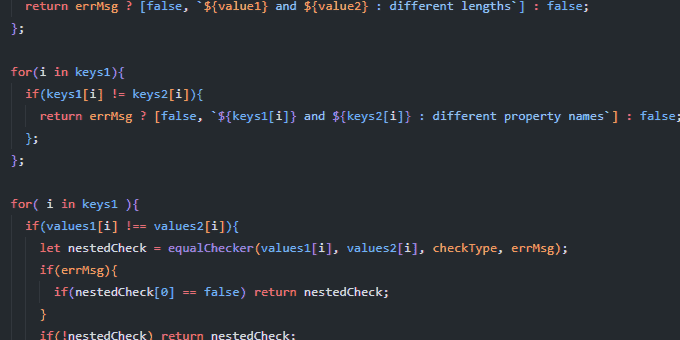 return errMsg ? [false, `${value1} and ${value2} : different lengths`] : false;
};
for(i in keys1){
if(keys1[i] != keys2[i]){
return errMsg ? [false, `${keys1[i]} and ${keys2[i]} : different property names`] : false;
};
};
for( i in keys1 ){
if(values1[i] !== values2[i]){
let nestedCheck = equalChecker(values1[i], values2[i], checkType, errMsg);
if(errMsg){
if(nestedCheck[0] == false) return nestedCheck;
}
if(!nestedCheck) return nestedCheck;